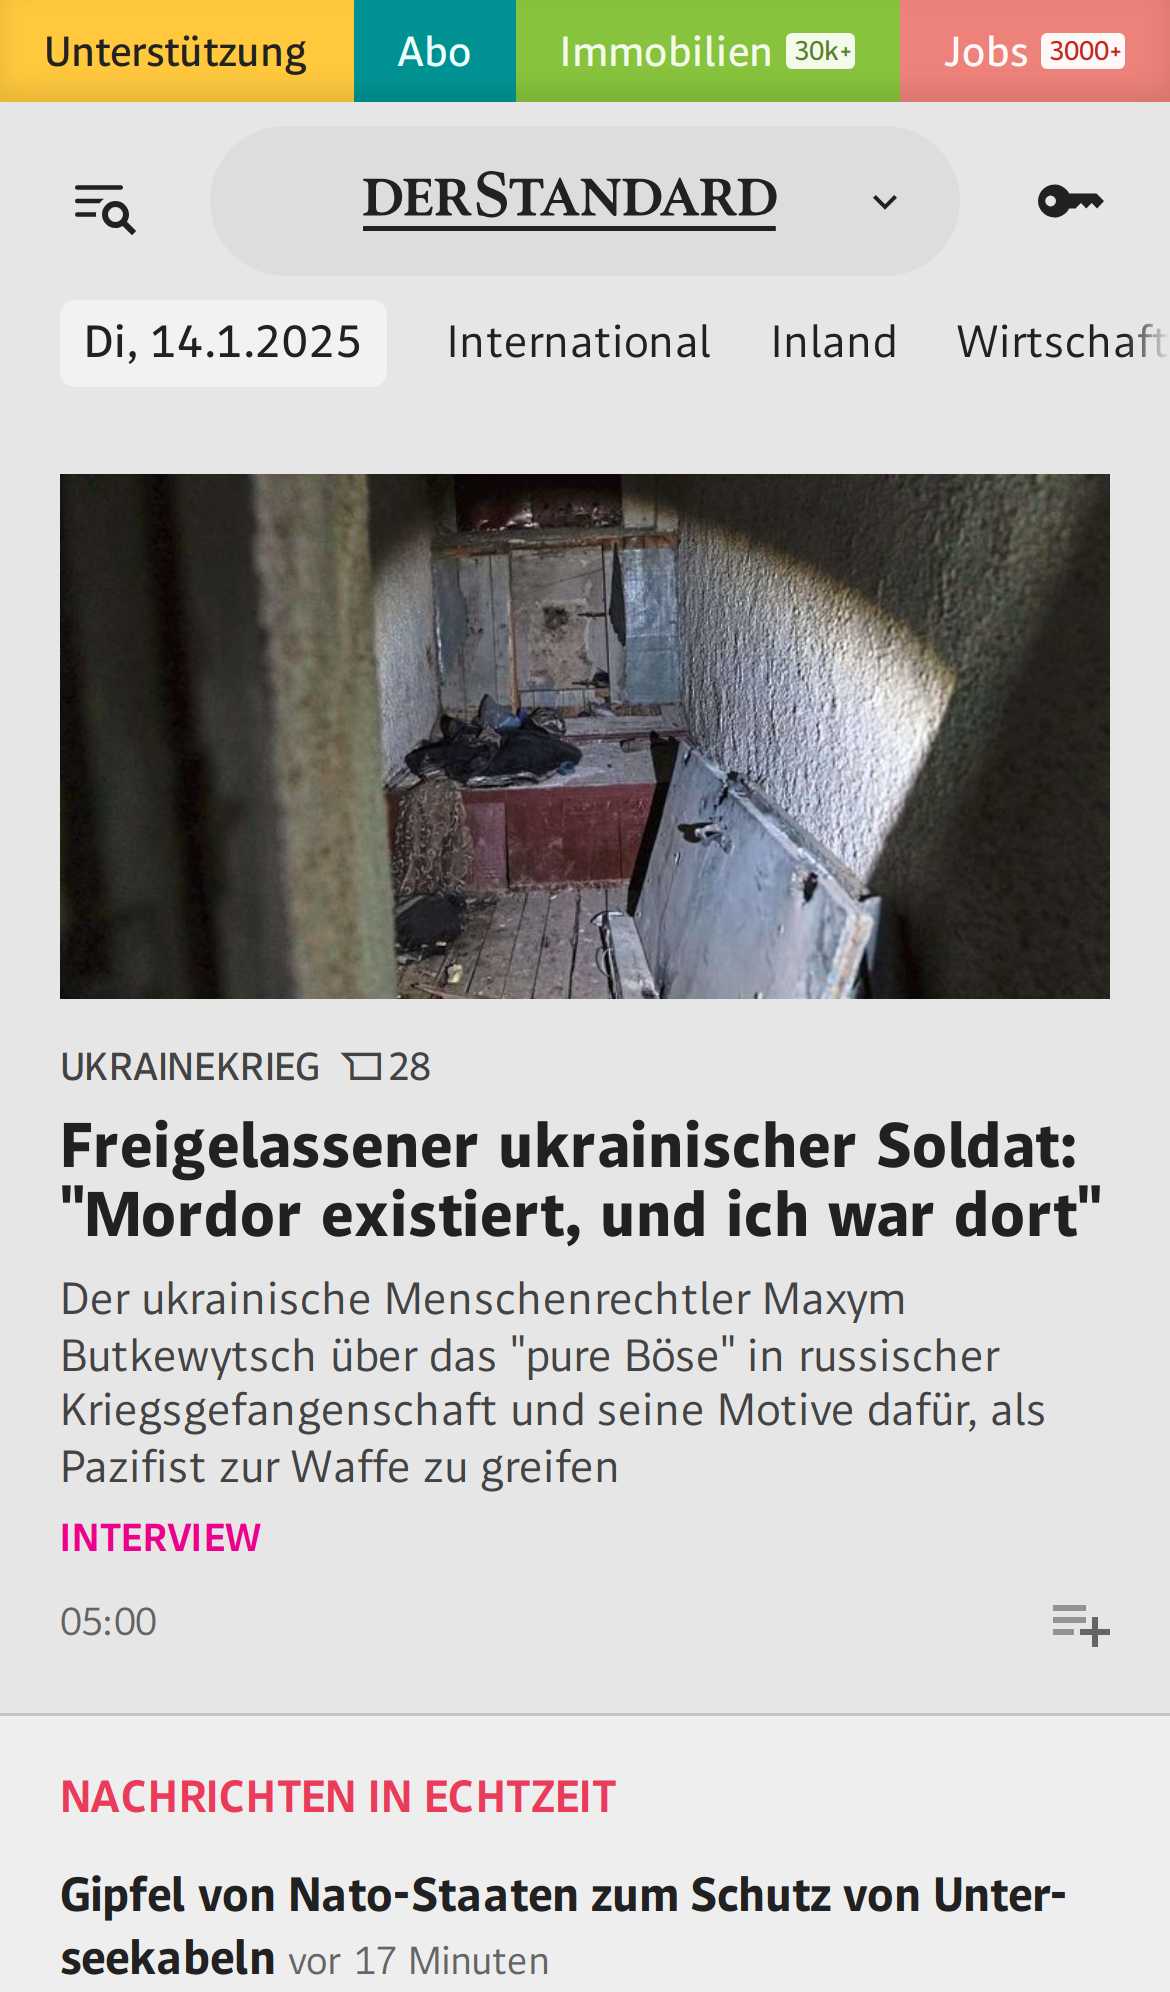 Unterstützung
Abo
Immobilien 30k+
Jobs 3000+
DERSTANDARD
Di, 14.1.2025
International
Inland
Wirtschaft
UKRAINEKRIEG 28
Freigelassener ukrainischer Soldat:
"Mordor existiert, und ich war dort"
Der ukrainische Menschenrechtler Maxym
Butkewytsch über das "pure Böse" in russischer
Kriegsgefangenschaft und seine Motive dafür, als
Pazifist zur Waffe zu greifen
INTERVIEW
05:00
NACHRICHTEN IN ECHTZEIT
Gipfel von Nato-Staaten zum Schutz von Unter-
seekabeln vor 17 Minuten